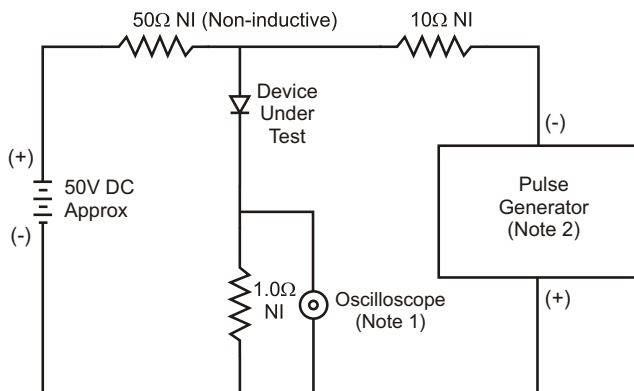 50Ω NI (Non-inductive)
10Ω NI
Device
Under
Test
(-)
(+)
50V DC
Approx
(-)
Pulse
Generator
(Note 2)
1.0Ω
NI
Oscilloscope
(Note 1)
(+)